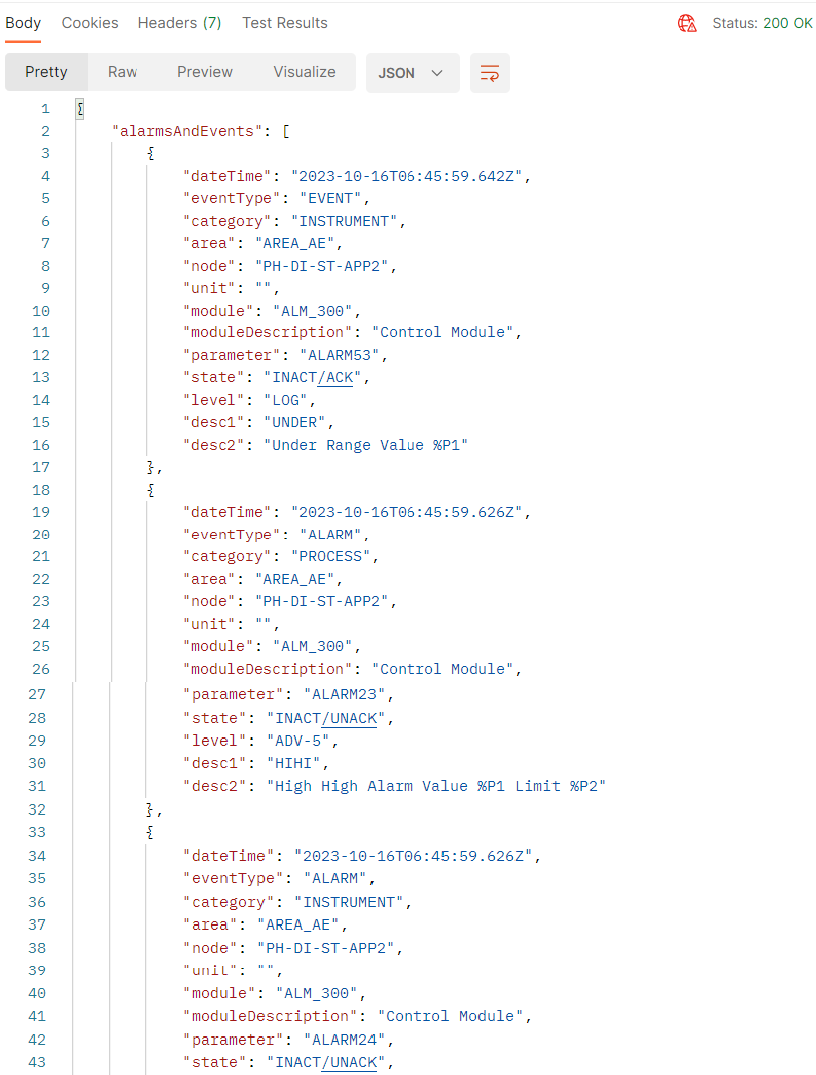 Body Cookies Headers (7) Test Results Status: 200 OK
Pretty Raw Preview Visualize JSON
1 {
2 "alarmsAndEvents": [
3 {
4 "dateTime": "2023-10-16T06:45:59.642Z",
5 "eventType": "EVENT",
6 "category": "INSTRUMENT",
7 "area": "AREA_AE",
8 "node": "PH-DI-ST-APP2",
9 "unit": "",
10 "module": "ALM_300",
11 "moduleDescription": "Control Module",
12 "parameter": "ALARM53",
13 "state": "INACT/ACK",
14 "level": "LOG",
15 "desc1": "UNDER",
16 "desc2": "Under Range Value %P1"
17 },
18 {
19 "dateTime": "2023-10-16T06:45:59.626Z",
20 "eventType": "ALARM",
21 "category": "PROCESS",
22 "area": "AREA_AE",
23 "node": "PH-DI-ST-APP2",
24 "unit": "",
25 "module": "ALM_300",
26 "moduleDescription": "Control Module",
27 "parameter": "ALARM23",
28 "state": "INACT/UNACK",
29 "level": "ADV-5",
30 "desc1": "HIHI",
31 "desc2": "High High Alarm Value %P1 Limit %P2"
32 },
33 {
34 "dateTime": "2023-10-16T06:45:59.626Z",
35 "eventType": "ALARM",
36 "category": "INSTRUMENT",
37 "area": "AREA_AE",
38 "node": "PH-DI-ST-APP2",
39 "unit": "",
40 "module": "ALM_300",
41 "moduleDescription": "Control Module",
42 "parameter": "ALARM24",
43 "state": "INACT/UNACK",